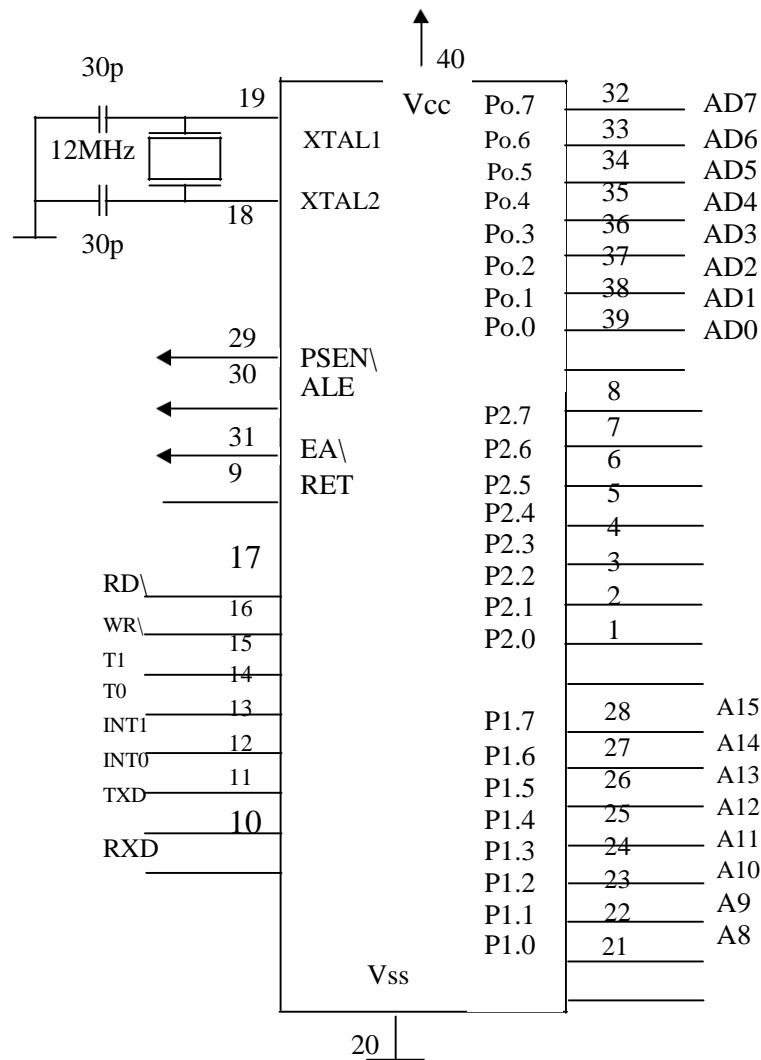 40
30p
19
Vcc
Po.7
32
AD7
12MHz
XTAL1
Po.6
33
AD6
Po.5
34
AD5
18
XTAL2
Po.4
35
AD4
30p
Po.3
36
AD3
Po.2
37
AD2
Po.1
38
AD1
Po.0
39
AD0
29
PSEN\
30
ALE
31
EA\
9
RET
8
P2.7
7
P2.6
6
P2.5
5
P2.4
4
P2.3
3
P2.2
2
P2.1
1
P2.0
17
RD\
16
WR\
15
T1
14
T0
13
INT1
12
INT0
11
TXD
10
RXD
P1.7
28
A15
P1.6
27
A14
P1.5
26
A13
P1.4
25
A12
P1.3
24
A11
P1.2
23
A10
P1.1
22
A9
P1.0
21
A8
Vss
20